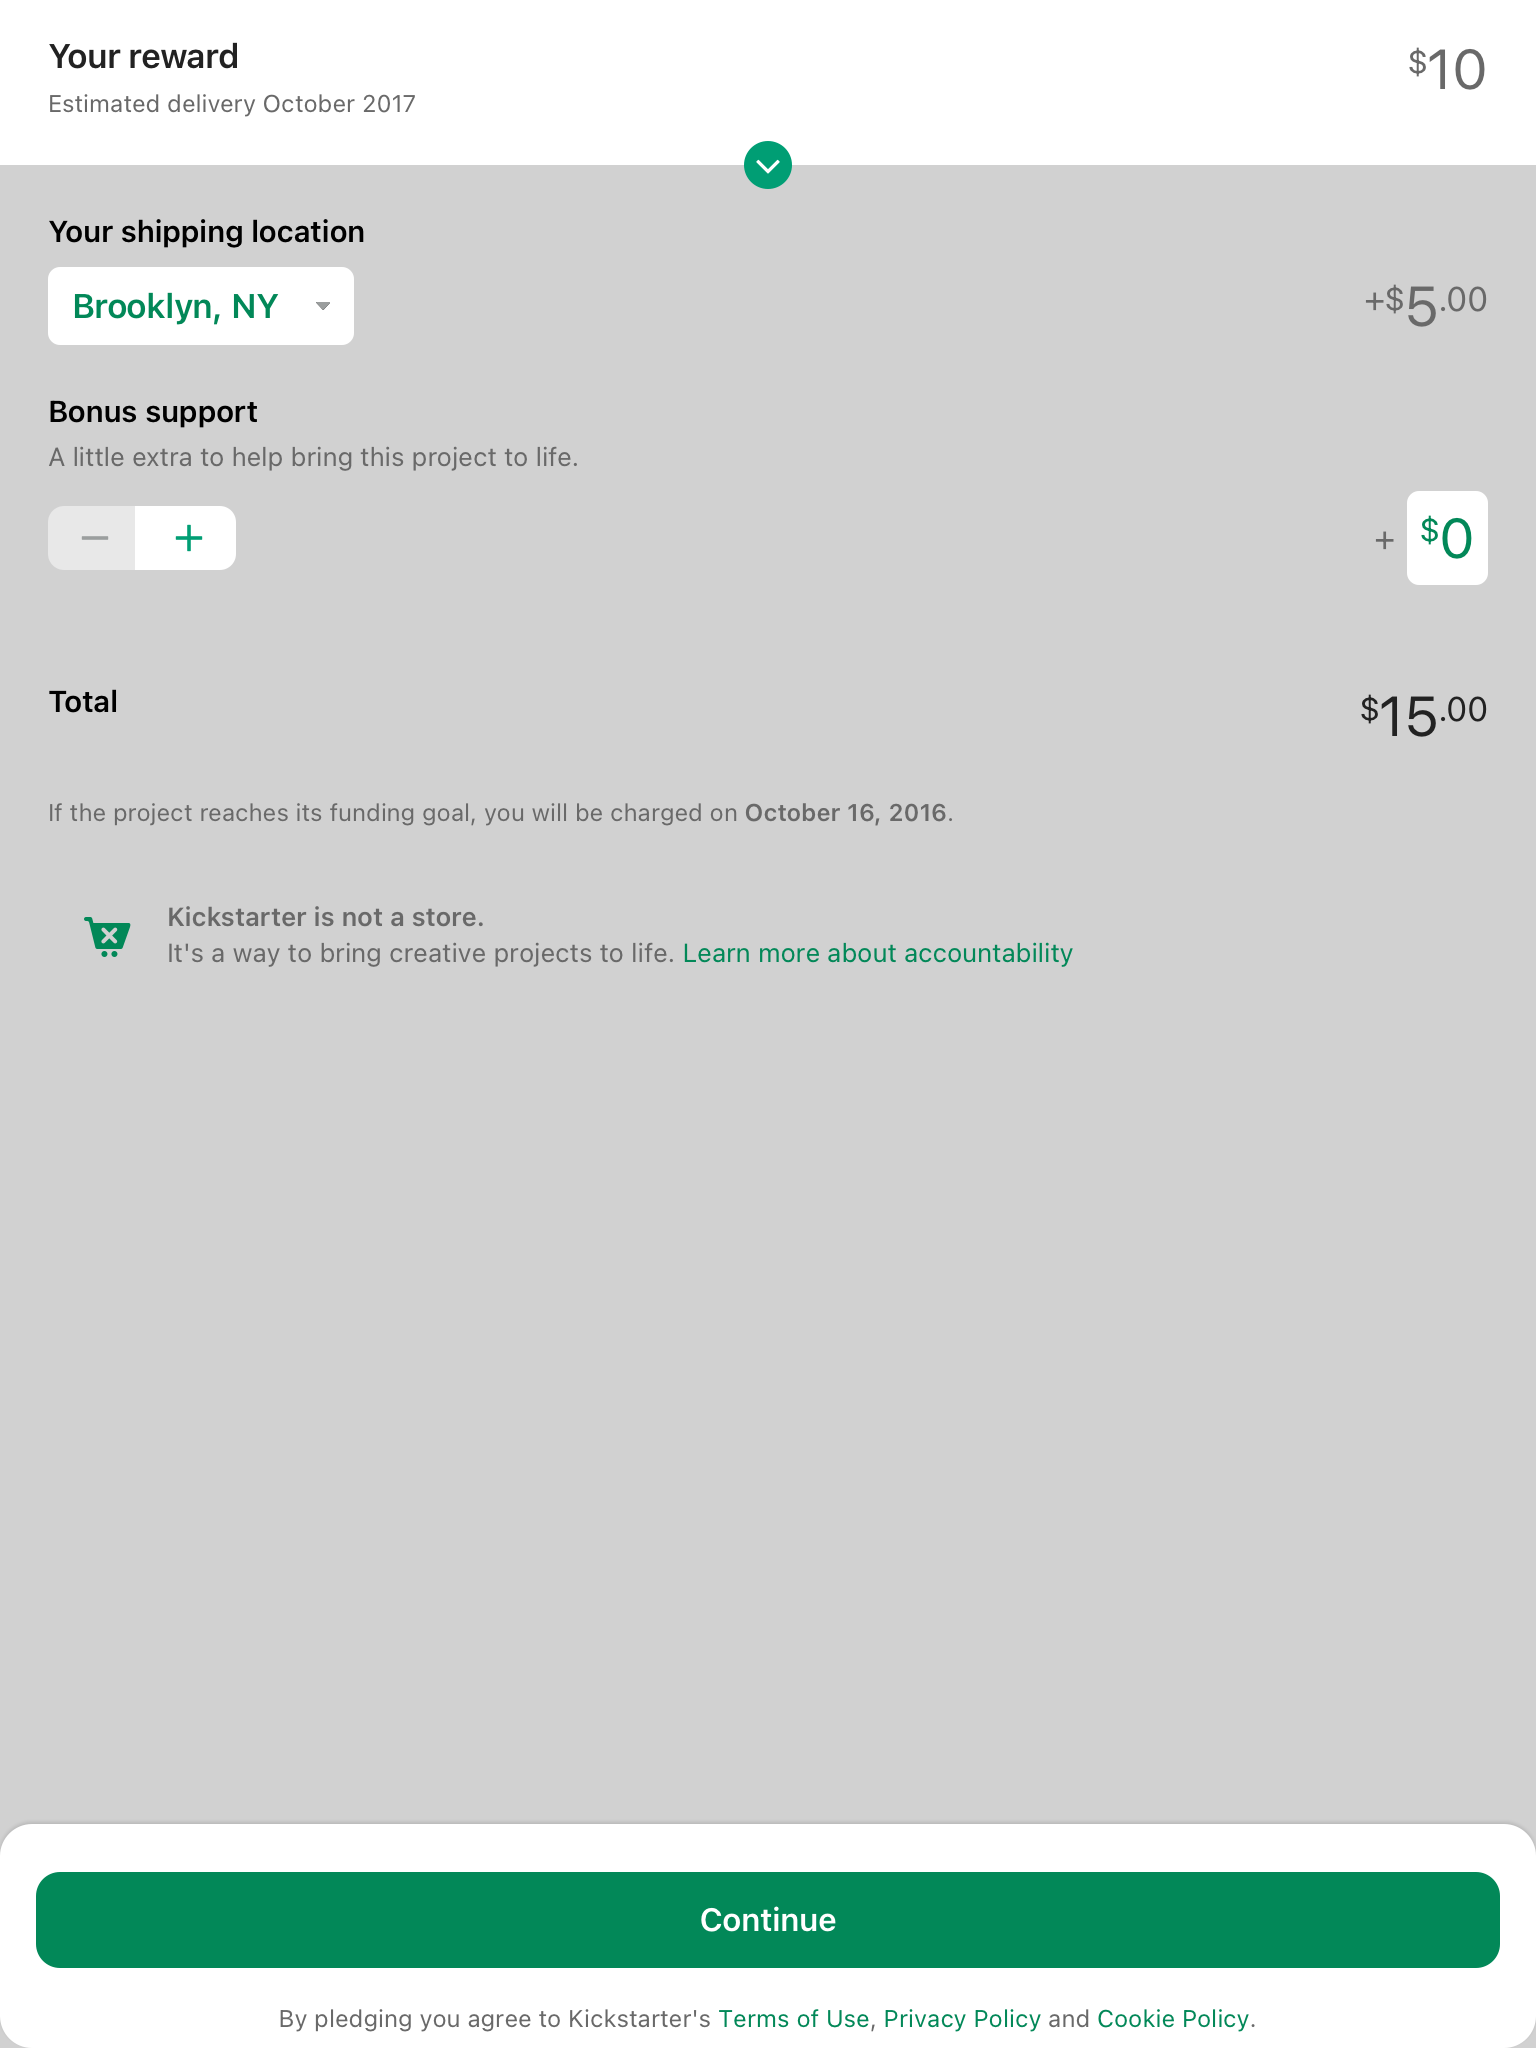 Your reward
$10
Estimated delivery October 2017
Your shipping location
Brooklyn, NY
+$5.00
Bonus support
A little extra to help bring this project to life.
+ $0
Total
$15.00
If the project reaches its funding goal, you will be charged on October 16, 2016.
Kickstarter is not a store.
It's a way to bring creative projects to life. Learn more about accountability
Continue
By pledging you agree to Kickstarter's Terms of Use, Privacy Policy and Cookie Policy.